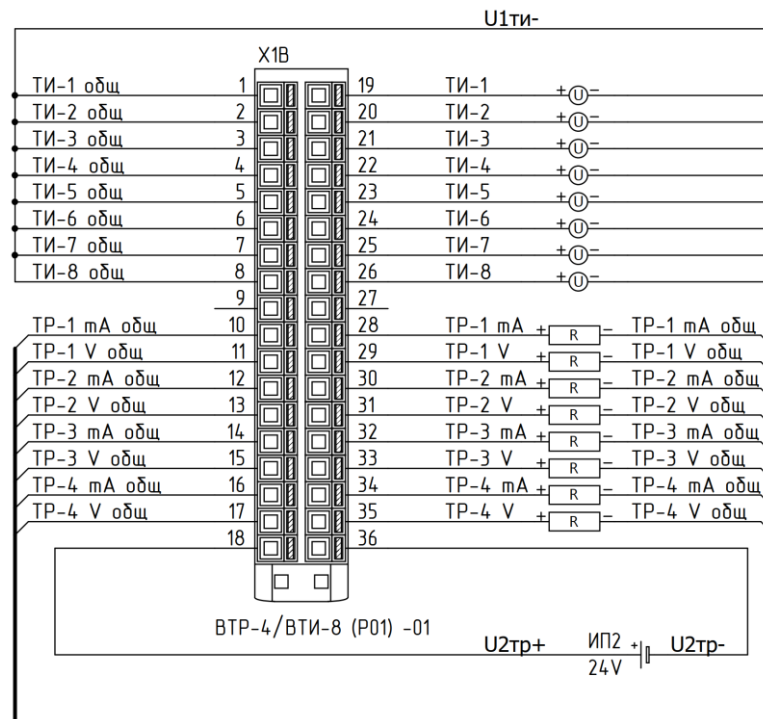 U1ти-
X1B
ТИ-1 общ 1 19 ТИ-1 + U -
ТИ-2 общ 2 20 ТИ-2 + U -
ТИ-3 общ 3 21 ТИ-3 + U -
ТИ-4 общ 4 22 ТИ-4 + U -
ТИ-5 общ 5 23 ТИ-5 + U -
ТИ-6 общ 6 24 ТИ-6 + U -
ТИ-7 общ 7 25 ТИ-7 + U -
ТИ-8 общ 8 26 ТИ-8 + U -
9 27
ТР-1 mA общ 10 28 ТР-1 mA + R - ТР-1 mA общ
ТР-1 V общ 11 29 ТР-1 V + R - ТР-1 V общ
ТР-2 mA общ 12 30 ТР-2 mA + R - ТР-2 mA общ
ТР-2 V общ 13 31 ТР-2 V + R - ТР-2 V общ
ТР-3 mA общ 14 32 ТР-3 mA + R - ТР-3 mA общ
ТР-3 V общ 15 33 ТР-3 V + R - ТР-3 V общ
ТР-4 mA общ 16 34 ТР-4 mA + R - ТР-4 mA общ
ТР-4 V общ 17 35 ТР-4 V + R - ТР-4 V общ
18 36
ВТР-4/ВТИ-8 (P01) -01
U2тр+ ИП2 + U2тр-
24V